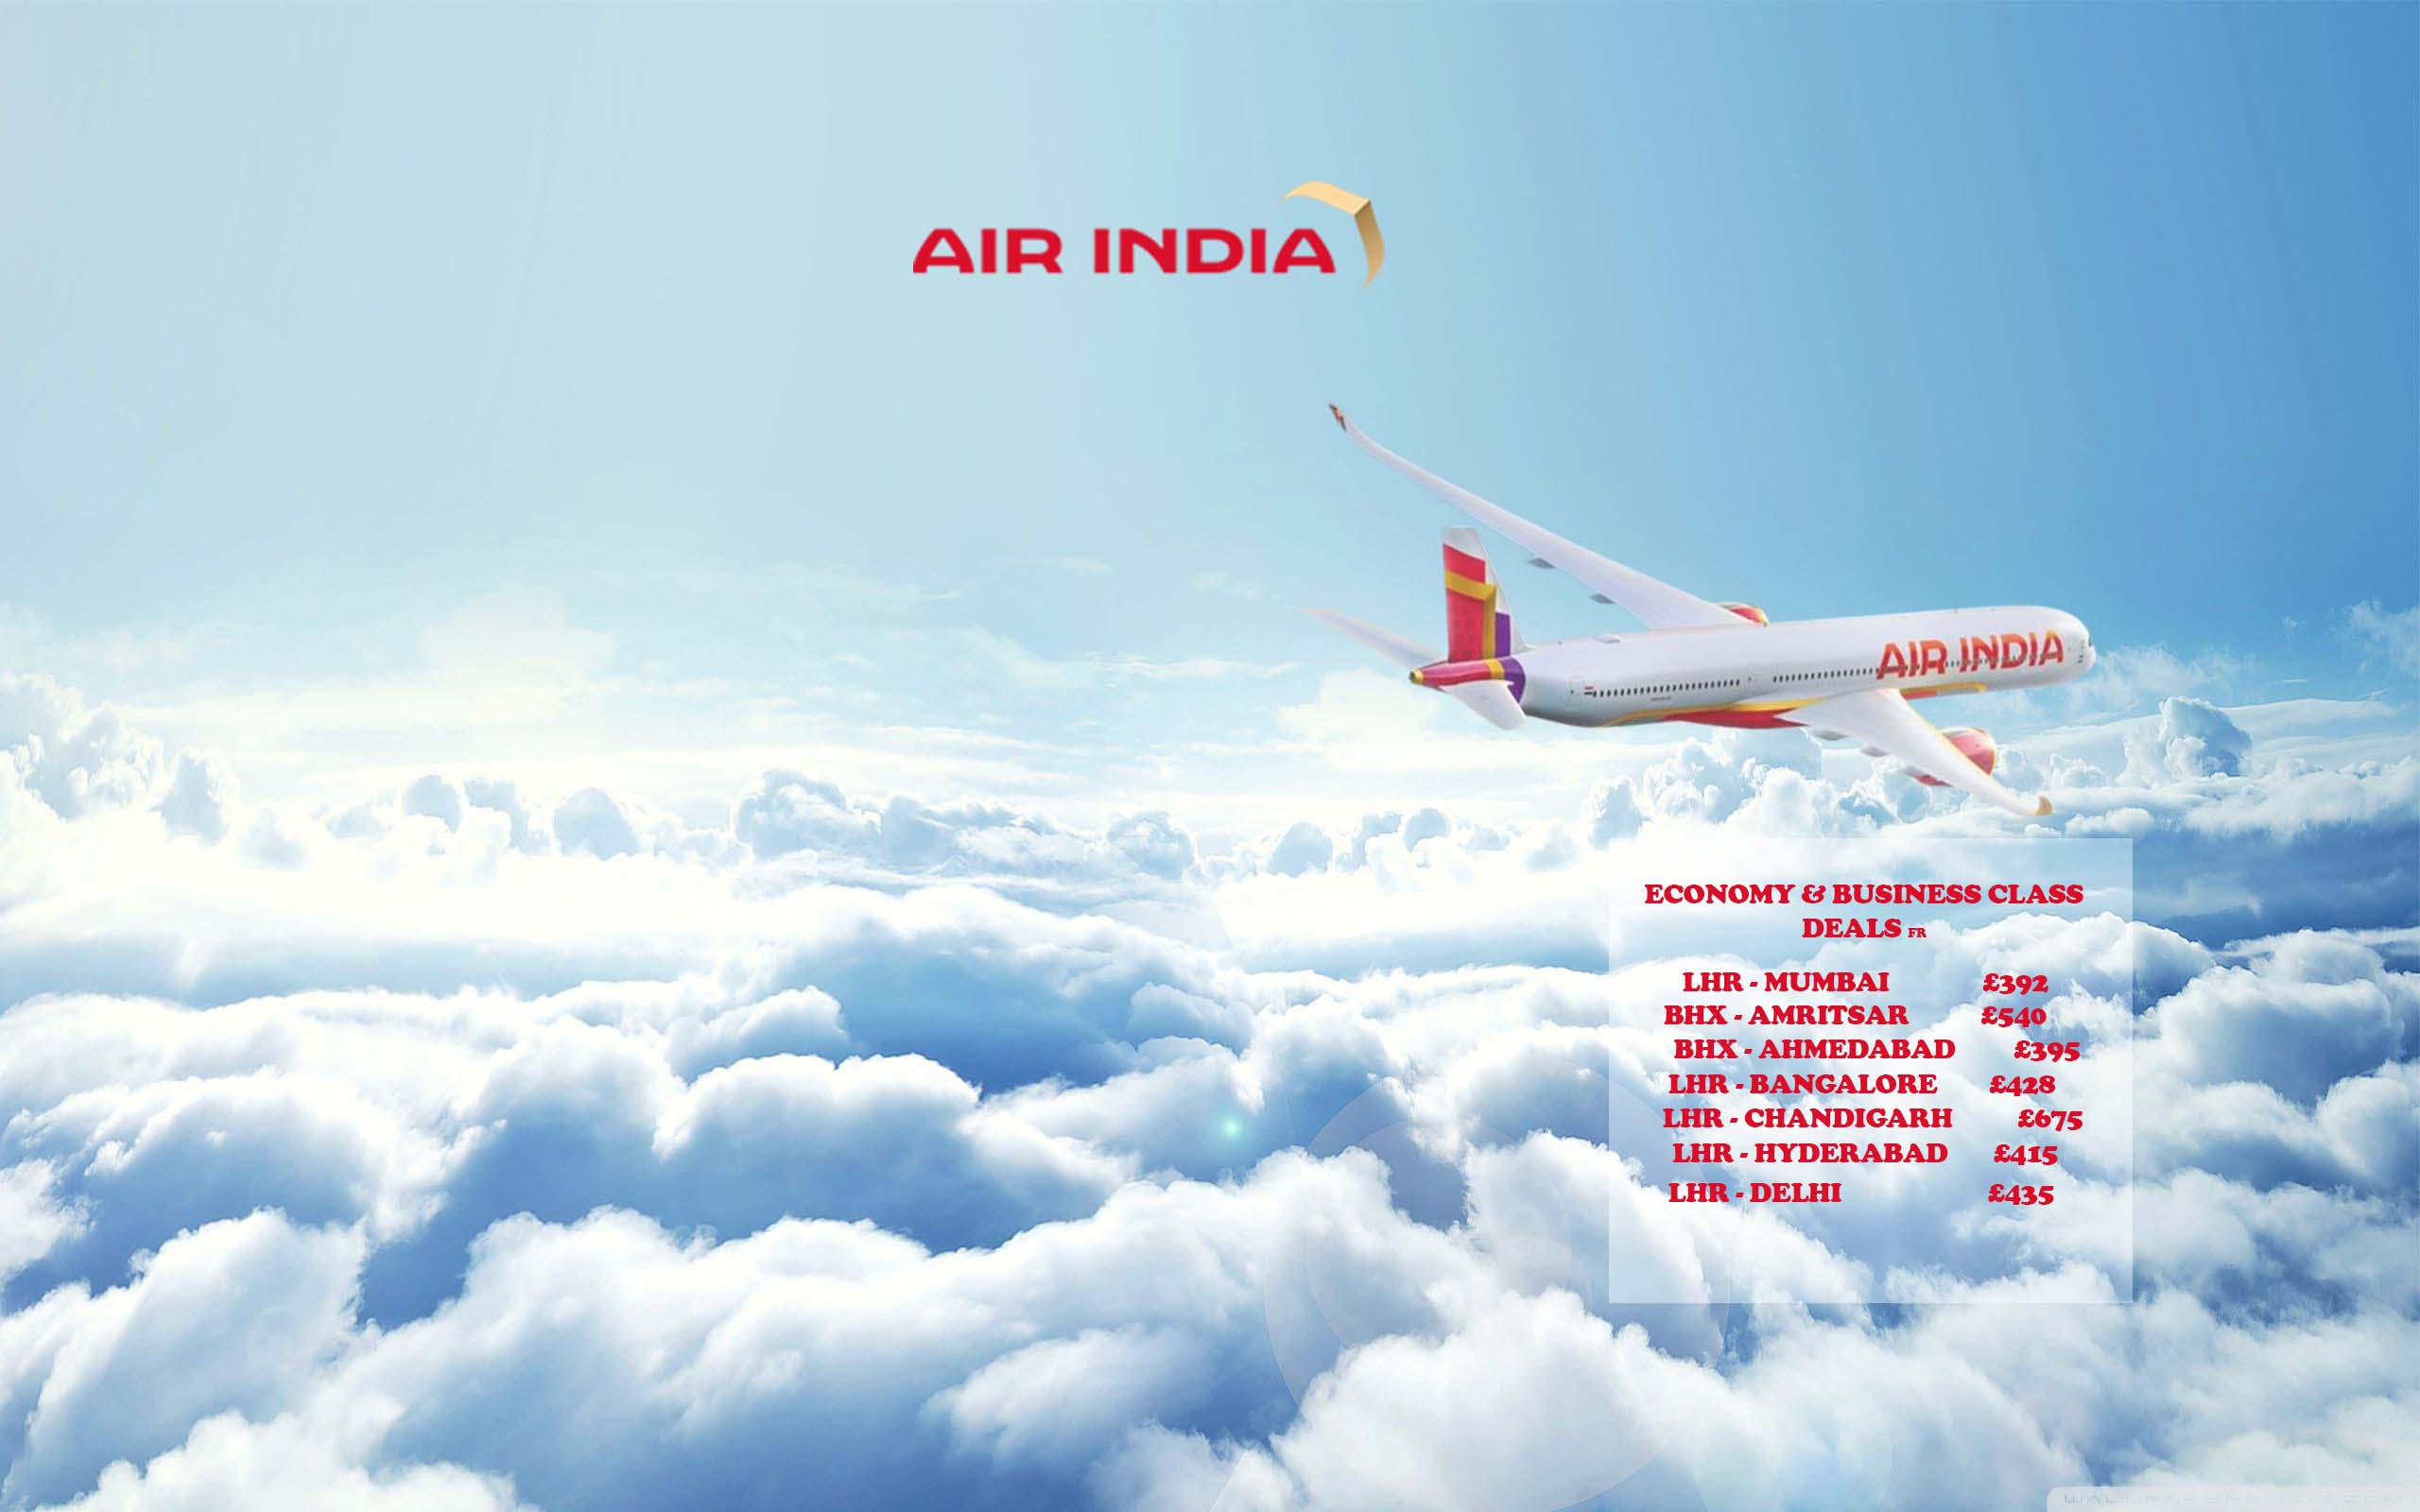 AIR INDIA
AIR INDIA
ECONOMY & BUSINESS CLASS
DEALS FR
LHR - MUMBAI £392
BHX - AMRITSAR £540
BHX - AHMEDABAD £395
LHR - BANGALORE £428
LHR - CHANDIGARH £675
LHR - HYDERABAD £415
LHR - DELHI £435